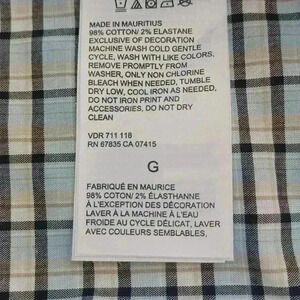 MADE IN MAURITIUS
98% COTTON/ 2% ELASTANE
EXCLUSIVE OF DECORATION
MACHINE WASH COLD GENTLE
CYCLE, WASH WITH LIKE COLORS,
REMOVE PROMPTLY FROM
WASHER, ONLY NON CHLORINE
BLEACH WHEN NEEDED, TUMBLE
DRY LOW, COOL IRON AS NEEDED,
DO NOT IRON PRINT AND
ACCESSORIES, DO NOT DRY
CLEAN
VDR 711 118
RN 67835 CA 07415
G
FABRIQUÉ EN MAURICE
98% COTON/ 2% ÉLASTHANNE
À L'EXCEPTION DES DÉCORATION
LAVER À LA MACHINE À L'EAU
FROIDE AU CYCLE DÉLICAT, LAVER
AVEC COULEURS SEMBLABLES,